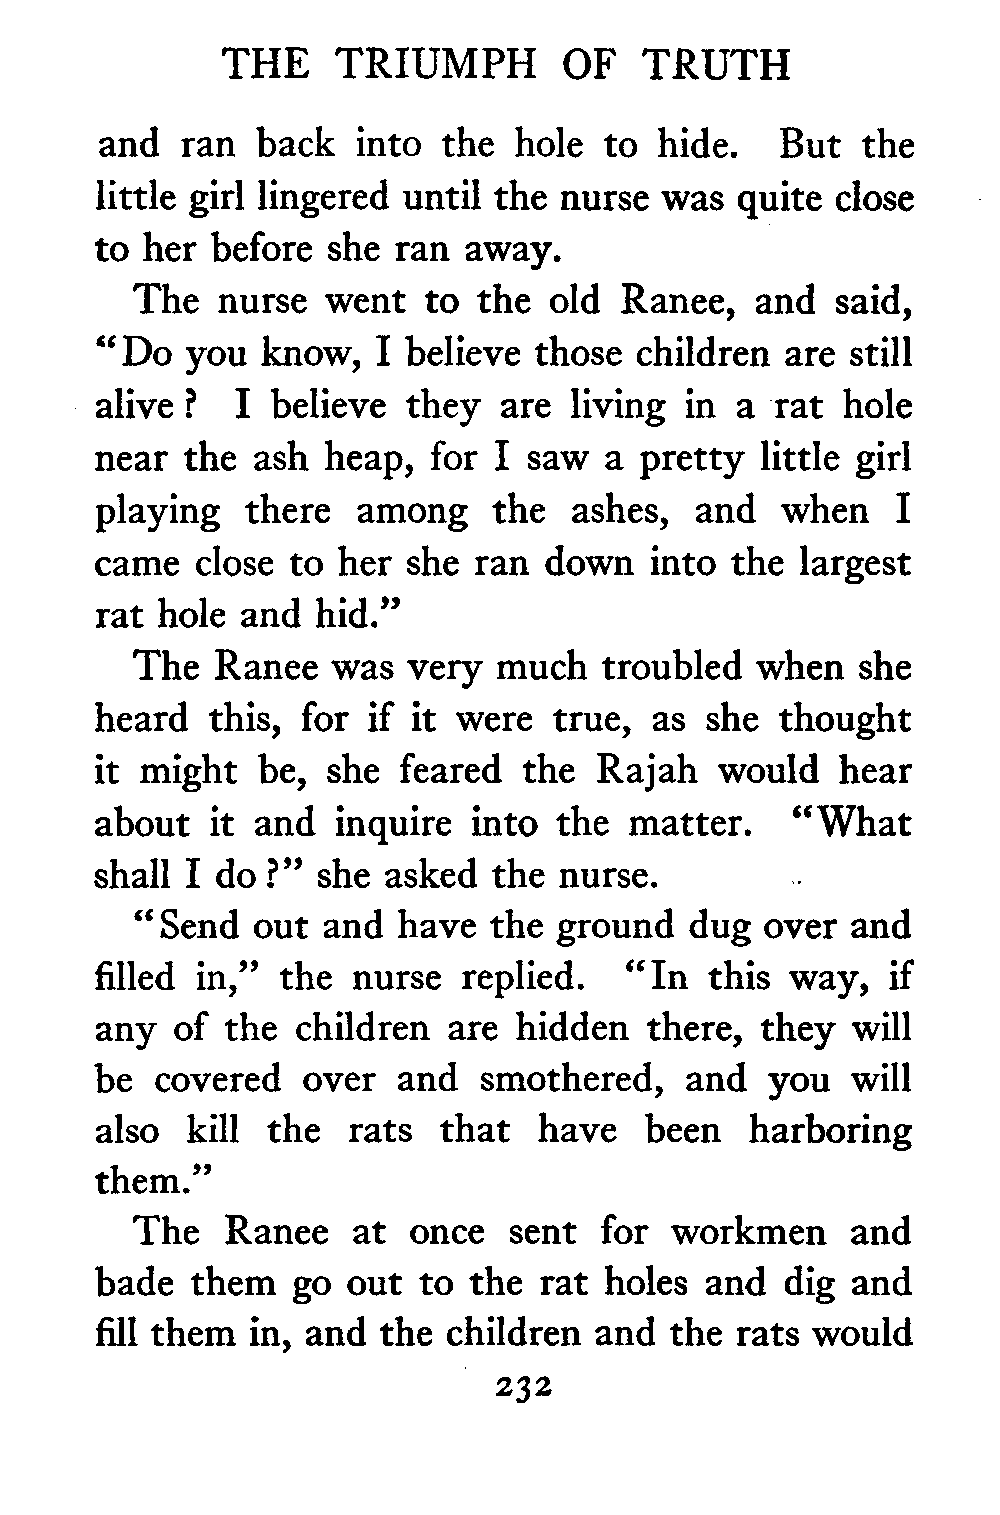 THE TRIUMPH OF TRUTH
and ran back into the hole to hide. But the
little girl lingered until the nurse was quite close
to her before she ran away.
The nurse went to the old Ranee, and said,
“Do you know, I believe those children are still
alive? I believe they are living in a rat hole
near the ash heap, for I saw a pretty little girl
playing there among the ashes, and when I
came close to her she ran down into the largest
rat hole and hid.”
The Ranee was very much troubled when she
heard this, for if it were true, as she thought
it might be, she feared the Rajah would hear
about it and inquire into the matter. “What
shall I do?” she asked the nurse.
“Send out and have the ground dug over and
filled in,” the nurse replied. “In this way, if
any of the children are hidden there, they will
be covered over and smothered, and you will
also kill the rats that have been harboring
them.”
The Ranee at once sent for workmen and
bade them go out to the rat holes and dig and
fill them in, and the children and the rats would
232